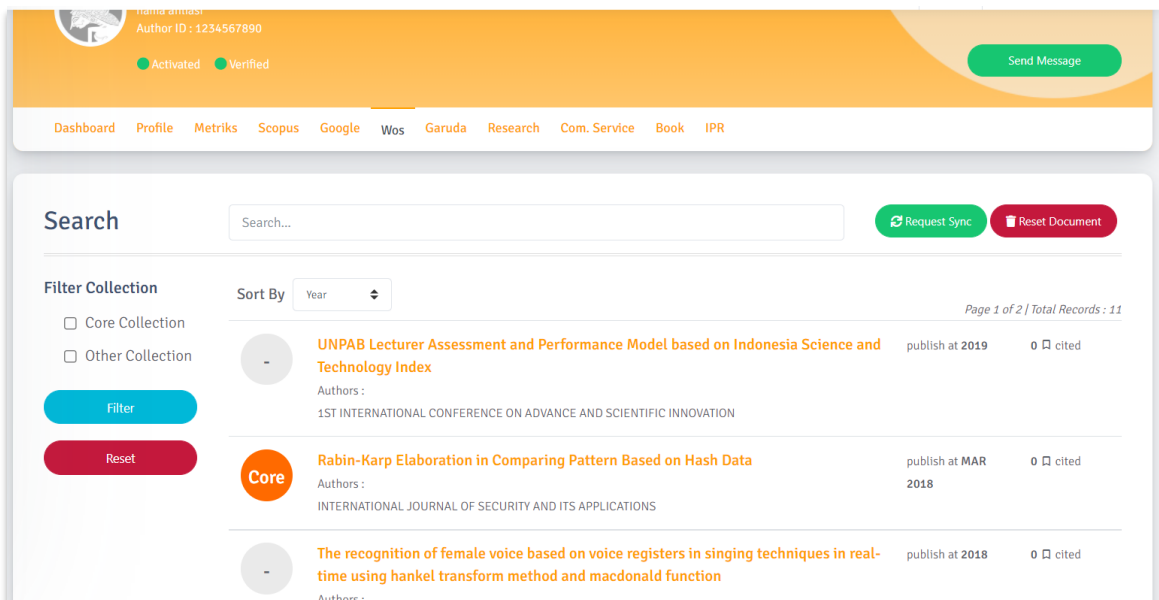 nama afiliasi
Author ID : 1234567890
Activated Verified
Send Message
Dashboard Profile Metriks Scopus Google Wos Garuda Research Com. Service Book IPR
Search
Search...
Request Sync Reset Document
Filter Collection
Core Collection
Other Collection
Filter
Reset
Sort By Year
Page 1 of 2 | Total Records : 11
- UNPAB Lecturer Assessment and Performance Model based on Indonesia Science and publish at 2019 0 cited
Technology Index
Authors :
1ST INTERNATIONAL CONFERENCE ON ADVANCE AND SCIENTIFIC INNOVATION
Core Rabin-Karp Elaboration in Comparing Pattern Based on Hash Data publish at MAR 0 cited
Authors : 2018
INTERNATIONAL JOURNAL OF SECURITY AND ITS APPLICATIONS
- The recognition of female voice based on voice registers in singing techniques in real- publish at 2018 0 cited
time using hankel transform method and macdonald function
Authors :